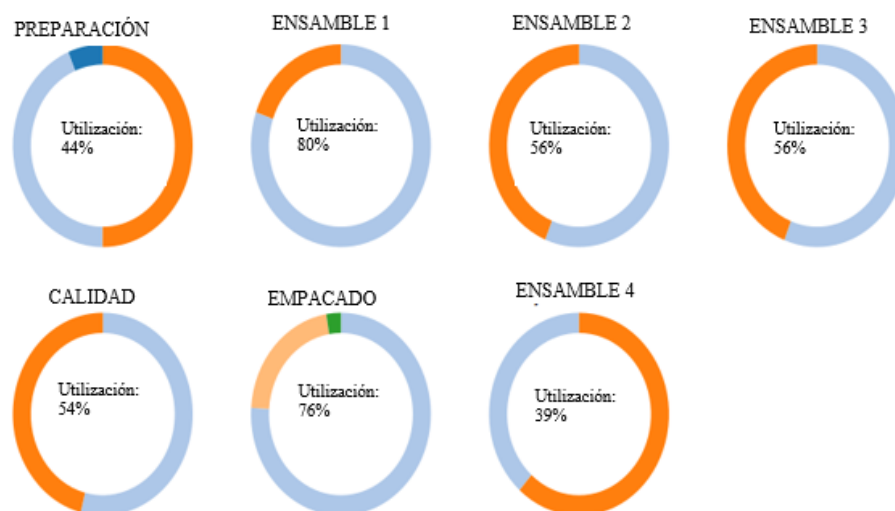 PREPARACIÓN
ENSAMBLE 1
ENSAMBLE 2
ENSAMBLE 3
Utilización:
44%
Utilización:
80%
Utilización:
56%
Utilización:
56%
CALIDAD
EMPACADO
ENSAMBLE 4
Utilización:
54%
Utilización:
76%
Utilización:
39%